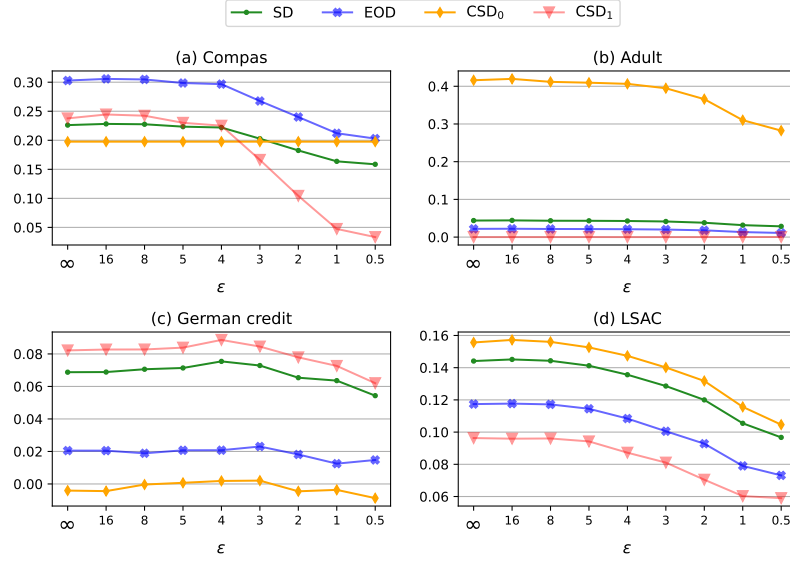 SD EOD CSD₀ CSD₁
(a) Compas
0.30
0.25
0.20
0.15
0.10
0.05
∞ 16 8 5 4 3 2 1 0.5
ε
(b) Adult
0.4
0.3
0.2
0.1
0.0
∞ 16 8 5 4 3 2 1 0.5
ε
(c) German credit
0.08
0.06
0.04
0.02
0.00
∞ 16 8 5 4 3 2 1 0.5
ε
(d) LSAC
0.16
0.14
0.12
0.10
0.08
0.06
∞ 16 8 5 4 3 2 1 0.5
ε